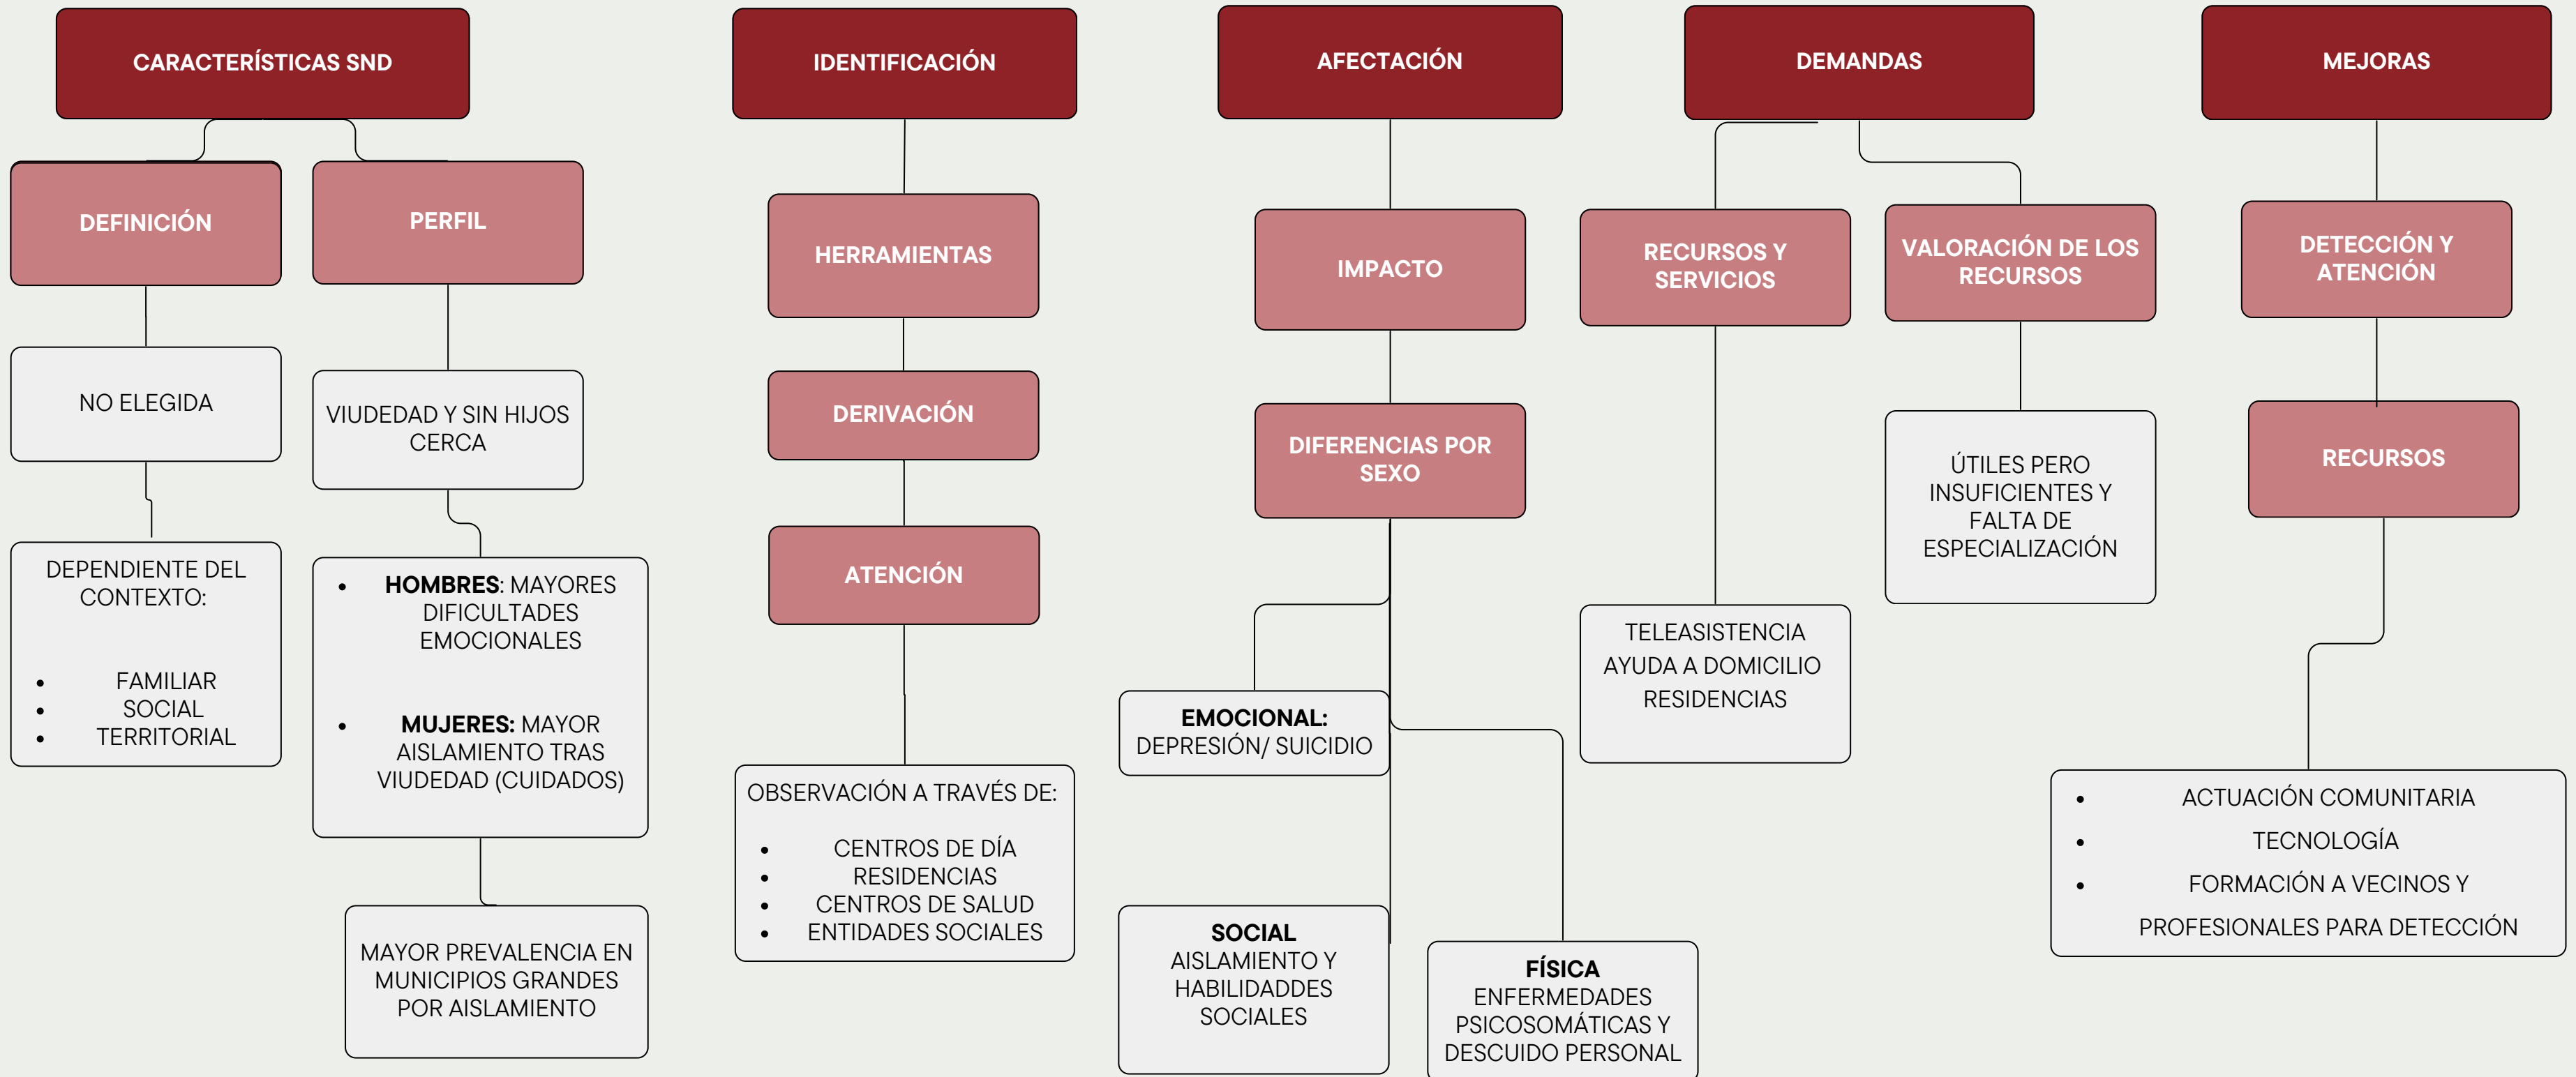 CARACTERÍSTICAS SND
DEFINICIÓN
NO ELEGIDA
DEPENDIENTE DEL
CONTEXTO:
• FAMILIAR
• SOCIAL
• TERRITORIAL
PERFIL
VIUDEDAD Y SIN HIJOS
CERCA
• HOMBRES: MAYORES
DIFICULTADES
EMOCIONALES
• MUJERES: MAYOR
AISLAMIENTO TRAS
VIUDEDAD (CUIDADOS)
MAYOR PREVALENCIA EN
MUNICIPIOS GRANDES
POR AISLAMIENTO
IDENTIFICACIÓN
HERRAMIENTAS
DERIVACIÓN
ATENCIÓN
OBSERVACIÓN A TRAVÉS DE:
• CENTROS DE DÍA
• RESIDENCIAS
• CENTROS DE SALUD
• ENTIDADES SOCIALES
AFECTACIÓN
IMPACTO
DIFERENCIAS POR
SEXO
EMOCIONAL:
DEPRESIÓN/ SUICIDIO
SOCIAL
AISLAMIENTO Y
HABILIDADDES
SOCIALES
FÍSICA
ENFERMEDADES
PSICOSOMÁTICAS Y
DESCUIDO PERSONAL
DEMANDAS
RECURSOS Y
SERVICIOS
TELEASISTENCIA
AYUDA A DOMICILIO
RESIDENCIAS
VALORACIÓN DE LOS
RECURSOS
ÚTILES PERO
INSUFICIENTES Y
FALTA DE
ESPECIALIZACIÓN
MEJORAS
DETECCIÓN Y
ATENCIÓN
RECURSOS
• ACTUACIÓN COMUNITARIA
• TECNOLOGÍA
• FORMACIÓN A VECINOS Y
PROFESIONALES PARA DETECCIÓN